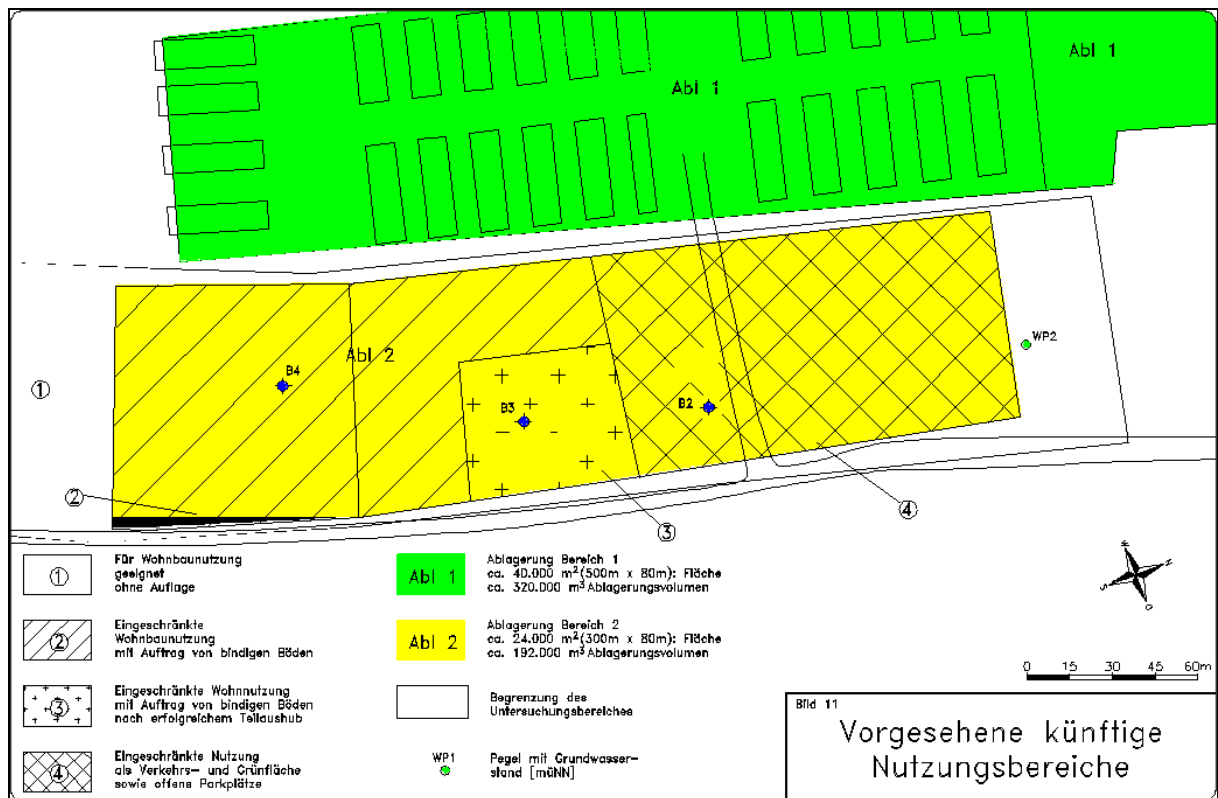 Abl 1
Abl 1
WP2
Abl 2
B4
B3
B2
①
②
③
④
① Für Wohnbaunutzung
geeignet
ohne Auflage
② Eingeschränkte
Wohnbaunutzung
mit Auftrag von bindigen Böden
③ Eingeschränkte Wohnnutzung
mit Auftrag von bindigen Böden
nach erfolgreichem Teilaushub
④ Eingeschränkte Nutzung
als Verkehrs- und Grünfläche
sowie offene Parkplätze
Abl 1 Ablagerung Bereich 1
ca. 40.000 m²(500m x 80m): Fläche
ca. 320.000 m³ Ablagerungsvolumen
Abl 2 Ablagerung Bereich 2
ca. 24.000 m²(300m x 80m): Fläche
ca. 192.000 m³ Ablagerungsvolumen
Begrenzung des
Untersuchungsbereiches
WP1 Pegel mit Grundwasser-
stand [müNN]
N
S
O
0 15 30 45 60m
Bild 11
Vorgesehene künftige
Nutzungsbereiche